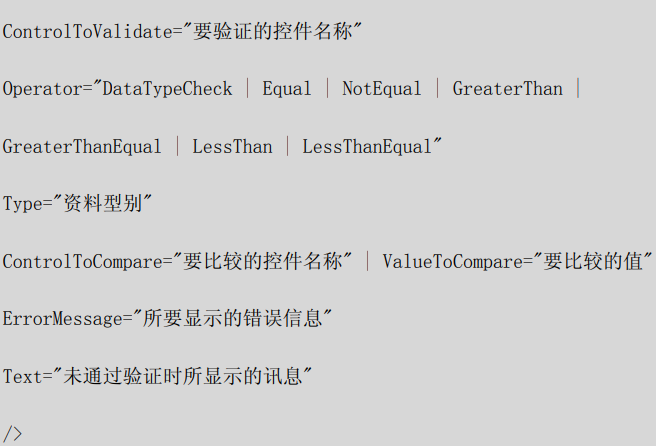 ControlToValidate="要验证的控件名称"
Operator="DataTypeCheck | Equal | NotEqual | GreaterThan |
GreaterThanEqual | LessThan | LessThanEqual"
Type="资料型别"
ControlToCompare="要比较的控件名称" | ValueToCompare="要比较的值"
ErrorMessage="所要显示的错误信息"
Text="未通过验证时所显示的讯息"
/>